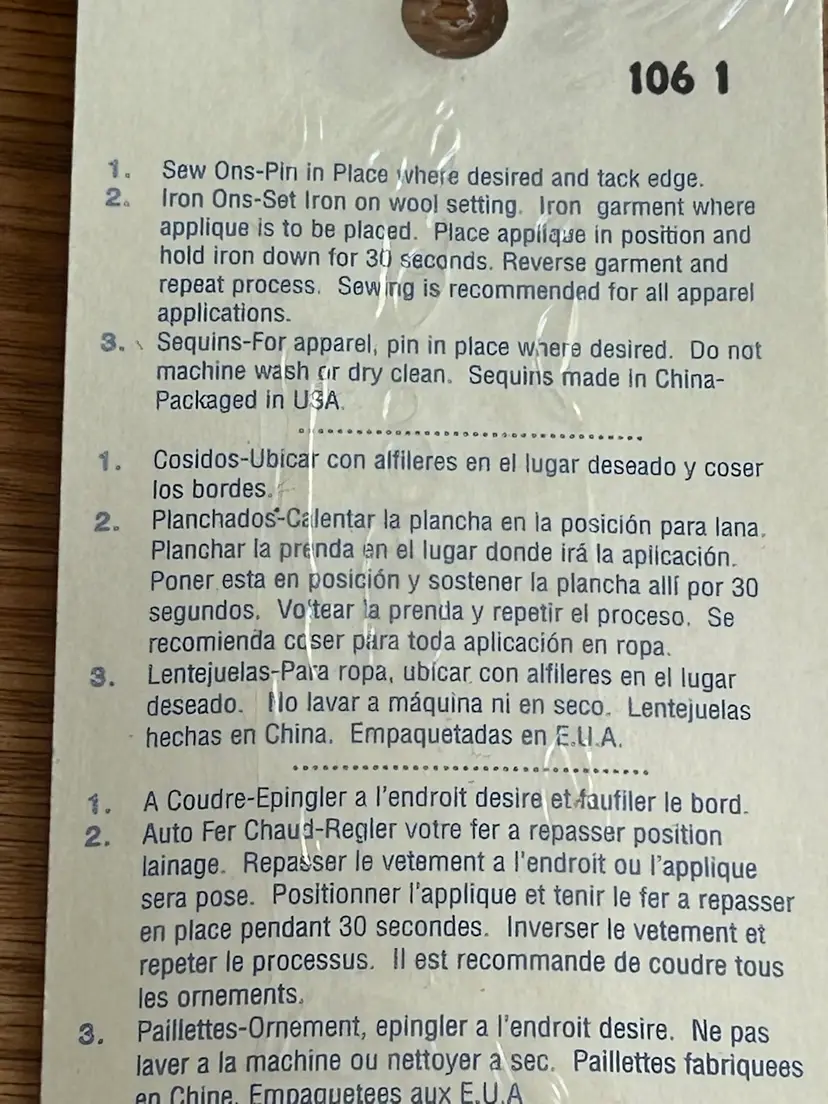 106 1
1. Sew Ons-Pin in Place where desired and tack edge.
2. Iron Ons-Set Iron on wool setting. Iron garment where
applique is to be placed. Place applique in position and
hold iron down for 30 seconds. Reverse garment and
repeat process. Sewing is recommended for all apparel
applications.
3. Sequins-For apparel, pin in place where desired. Do not
machine wash or dry clean. Sequins made in China-
Packaged in USA.
1. Cosidos-Ubicar con alfileres en el lugar deseado y coser
los bordes.
2. Planchados-Calentar la plancha en la posición para lana.
Planchar la prenda en el lugar donde irá la aplicación.
Poner esta en posición y sostener la plancha allí por 30
segundos. Voltear la prenda y repetir el proceso. Se
recomienda coser para toda aplicación en ropa.
3. Lentejuelas-Para ropa, ubicar con alfileres en el lugar
deseado. No lavar a máquina ni en seco. Lentejuelas
hechas en China. Empaquetadas en E.U.A.
1. A Coudre-Epingler a l'endroit desire et faufiler le bord.
2. Auto Fer Chaud-Regler votre fer a repasser position
lainage. Repasser le vetement a l'endroit ou l'applique
sera pose. Positionner l'applique et tenir le fer a repasser
en place pendant 30 secondes. Inverser le vetement et
repeter le processus. Il est recommande de coudre tous
les ornements.
3. Paillettes-Ornement, epingler a l'endroit desire. Ne pas
laver a la machine ou nettoyer a sec. Paillettes fabriquees
en Chine. Empaquetees aux E.U.A